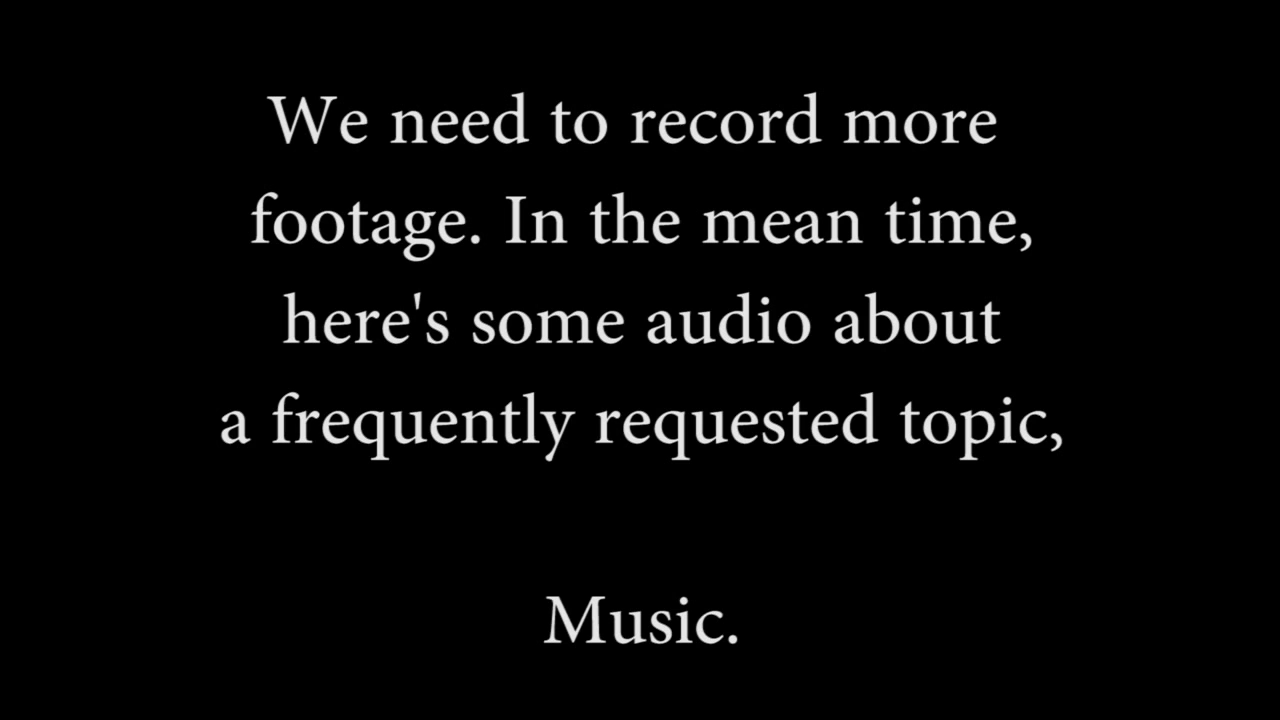 We need to record more
footage. In the mean time,
here's some audio about
a frequently requested topic,
Music.